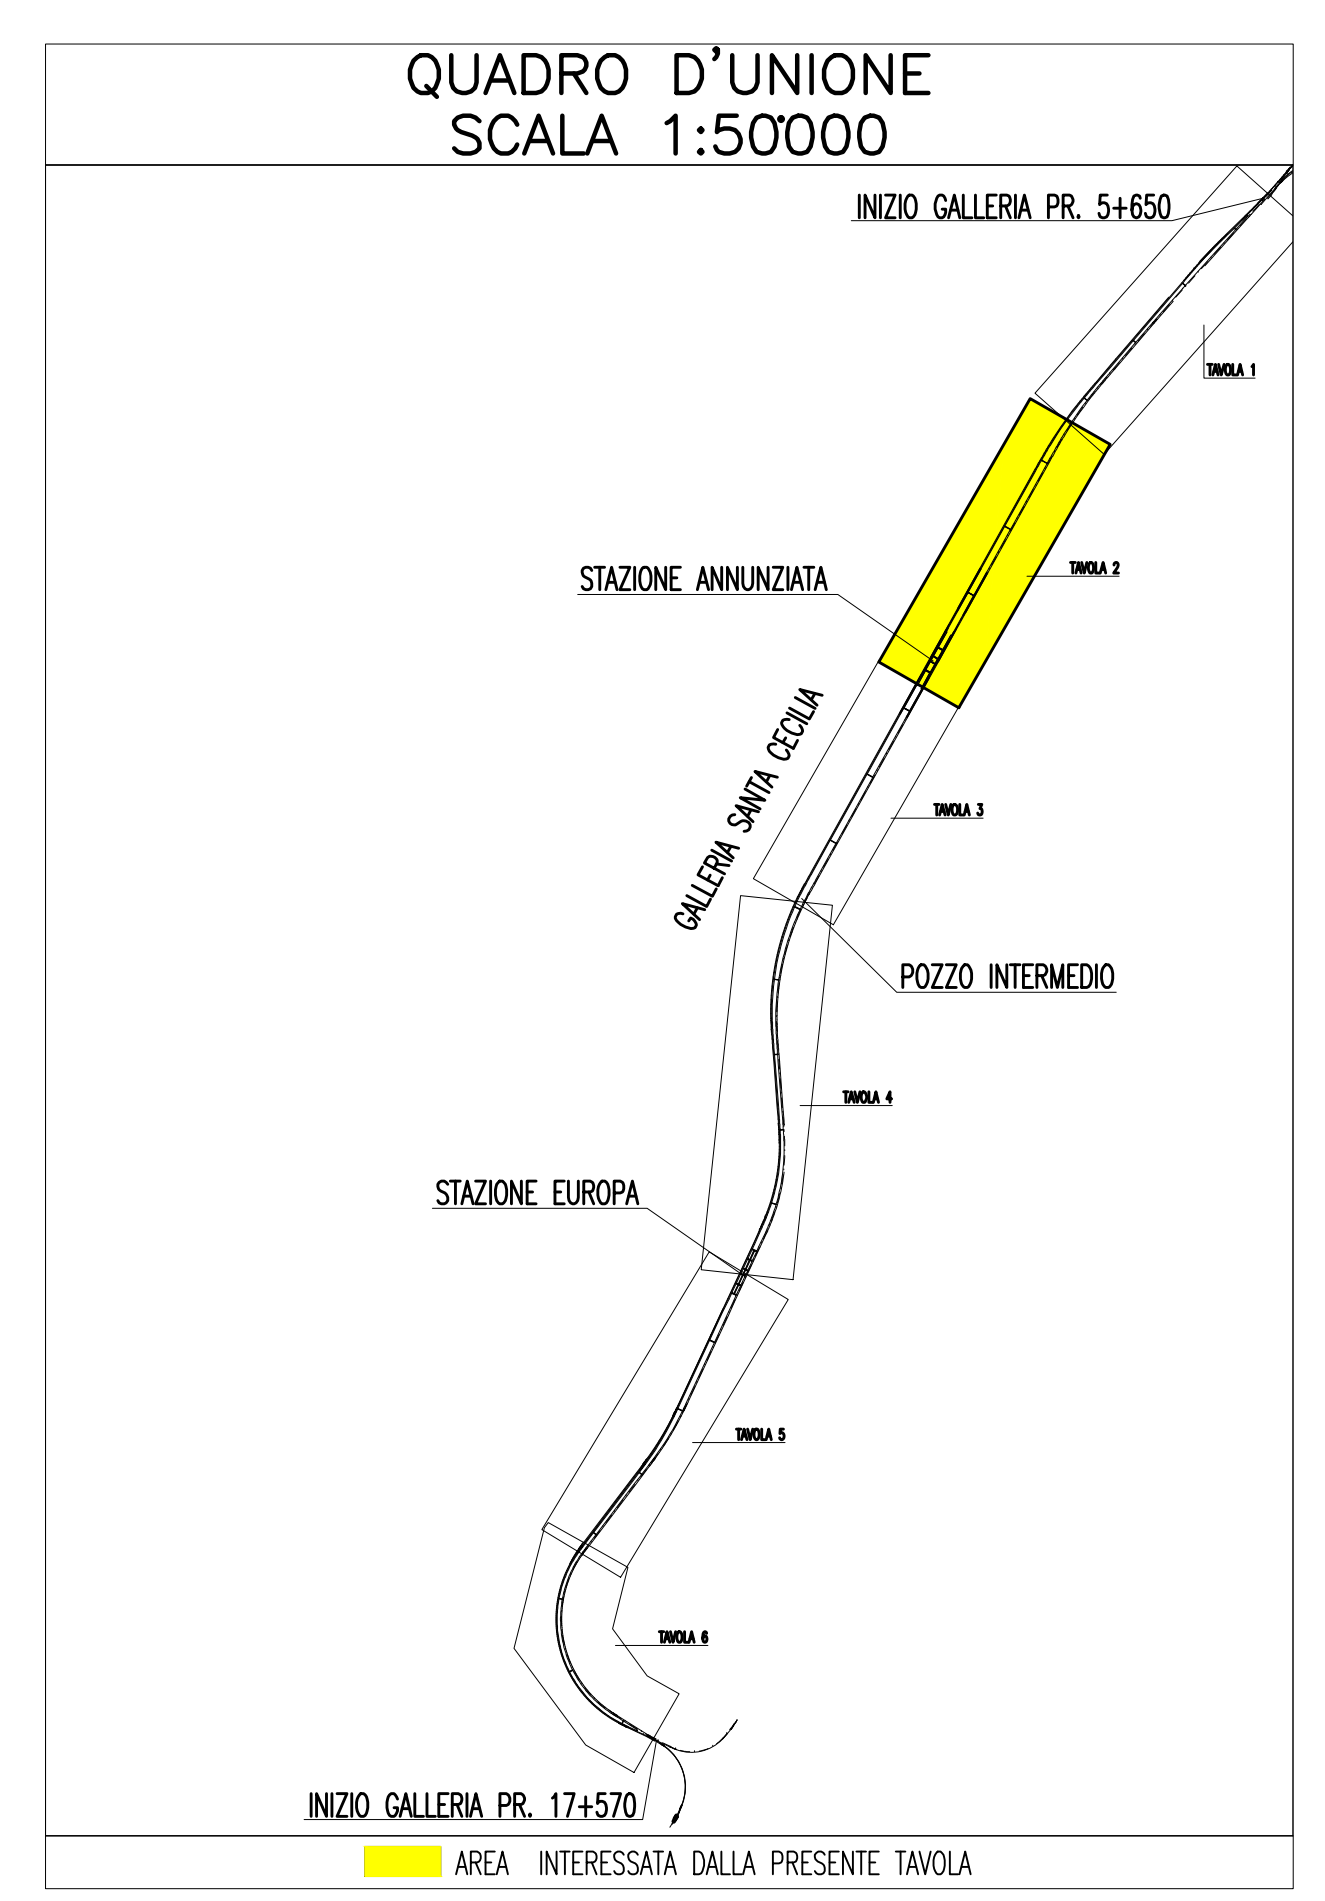 QUADRO D'UNIONE
SCALA 1:50'000
INIZIO GALLERIA PR. 5+650
TAVOLA 1
TAVOLA 2
STAZIONE ANNUNZIATA
GALLERIA SANTA CECILIA
TAVOLA 3
POZZO INTERMEDIO
TAVOLA 4
STAZIONE EUROPA
TAVOLA 5
TAVOLA 6
INIZIO GALLERIA PR. 17+570
AREA INTERESSATA DALLA PRESENTE TAVOLA